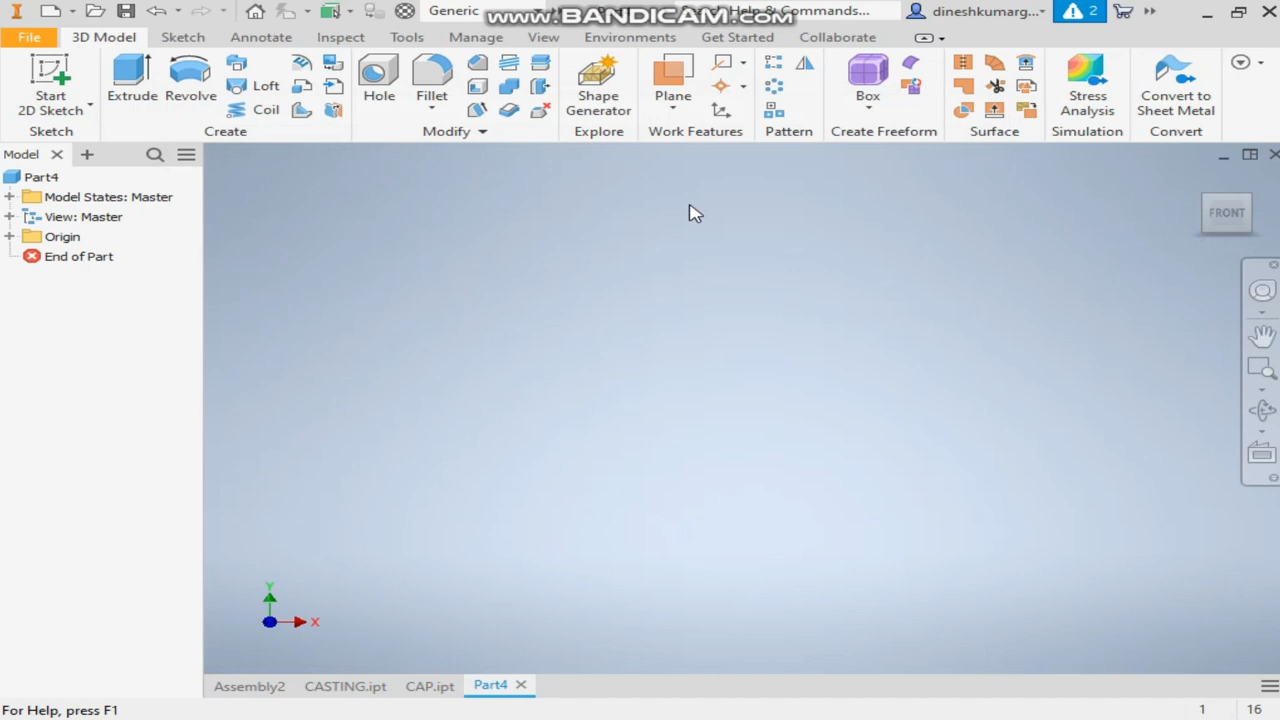 Generic
www.BANDICAM.com
Help & Commands...
dineshkumarg...
2
File
3D Model
Sketch
Annotate
Inspect
Tools
Manage
View
Environments
Get Started
Collaborate
Start
2D Sketch
Extrude
Revolve
Loft
Coil
Hole
Fillet
Shape
Generator
Plane
Box
Stress
Analysis
Convert to
Sheet Metal
Sketch
Create
Modify
Explore
Work Features
Pattern
Create Freeform
Surface
Simulation
Convert
Model
Part4
Model States: Master
View: Master
Origin
End of Part
FRONT
Y
X
Assembly2
CASTING.ipt
CAP.ipt
Part4
For Help, press F1
1
16